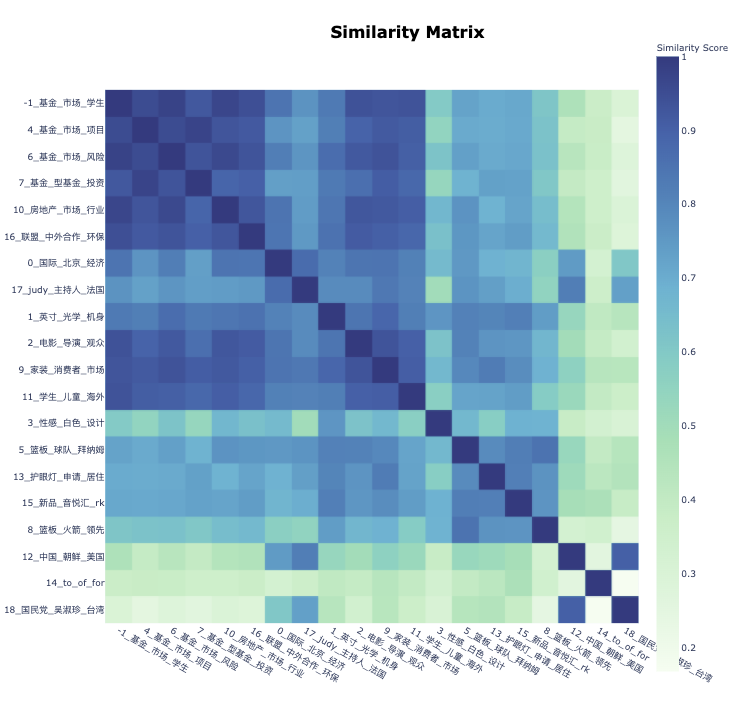 Similarity Matrix
Similarity Score
-1_基金_市场_学生
4_基金_市场_项目
6_基金_市场_风险
7_基金_型基金_投资
10_房地产_市场_行业
16_联盟_中外合作_环保
0_国际_北京_经济
17_judy_主持人_法国
1_英寸_光学_机身
2_电影_导演_观众
9_家装_消费者_市场
11_学生_儿童_海外
3_性感_白色_设计
5_篮板_球队_拜纳姆
13_护眼灯_申请_居住
15_新品_音悦汇_rk
8_篮板_火箭_领先
12_中国_朝鲜_美国
14_to_of_for
18_国民党_吴淑珍_台湾
1
0.9
0.8
0.7
0.6
0.5
0.4
0.3
0.2
-1_基金_市场_学生
4_基金_市场_项目
6_基金_市场_风险
7_基金_型基金_投资
10_房地产_市场_行业
16_联盟_中外合作_环保
0_国际_北京_经济
17_judy_主持人_法国
1_英寸_光学_机身
2_电影_导演_观众
9_家装_消费者_市场
11_学生_儿童_海外
3_性感_白色_设计
5_篮板_球队_拜纳姆
13_护眼灯_申请_居住
15_新品_音悦汇_rk
8_篮板_火箭_领先
12_中国_朝鲜_美国
14_to_of_for
18_国民 淑珍_台湾